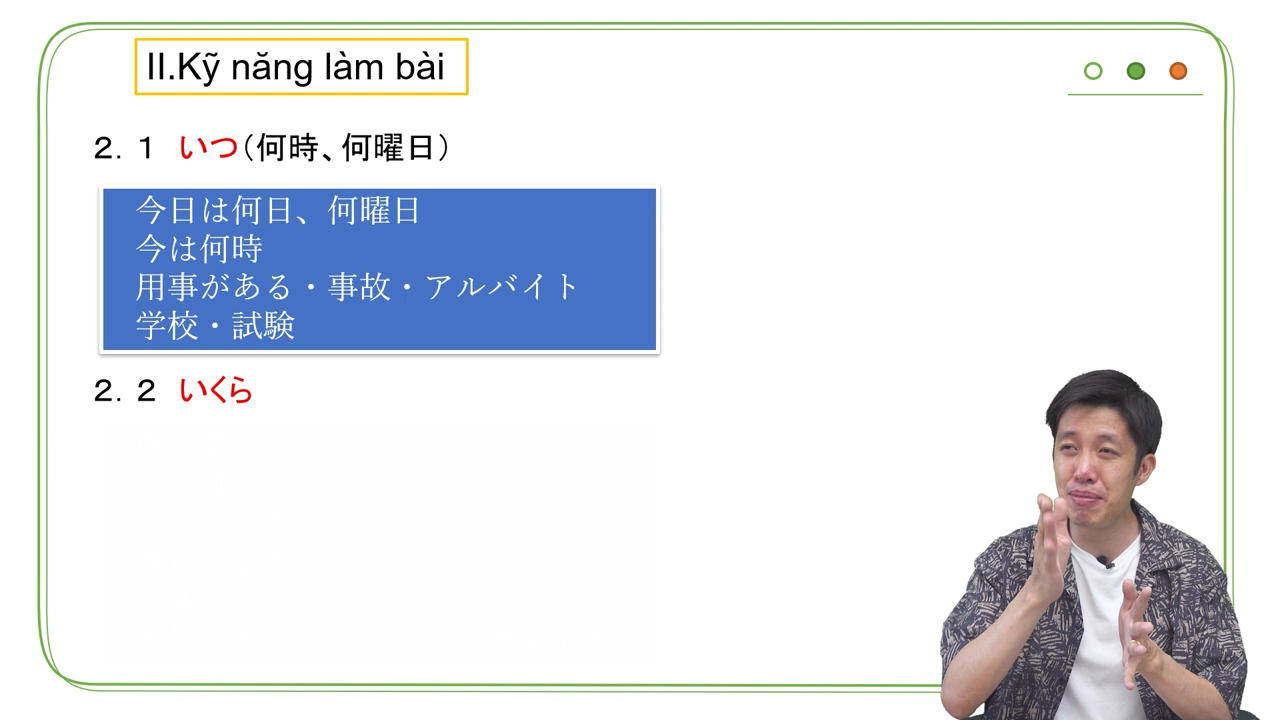 II.Kỹ năng làm bài
２．１　いつ（何時、何曜日）
今日は何日、何曜日
今は何時
用事がある・事故・アルバイト
学校・試験
２．２　いくら